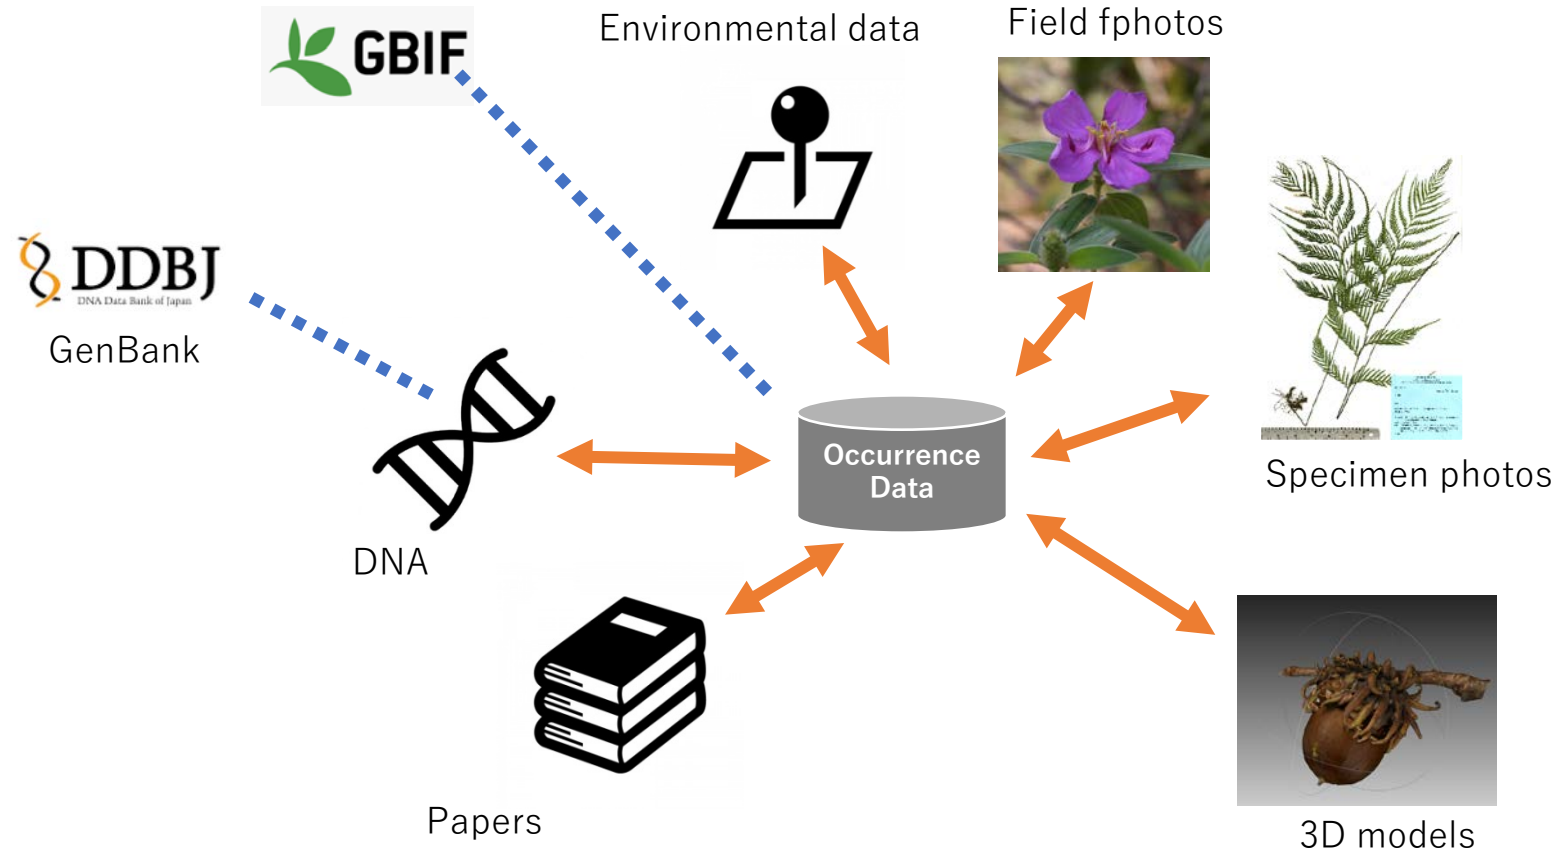 GBIF
Environmental data
Field fphotos
DDBJ
DNA Data Bank of Japan
GenBank
Occurrence
Data
Specimen photos
DNA
Papers
3D models